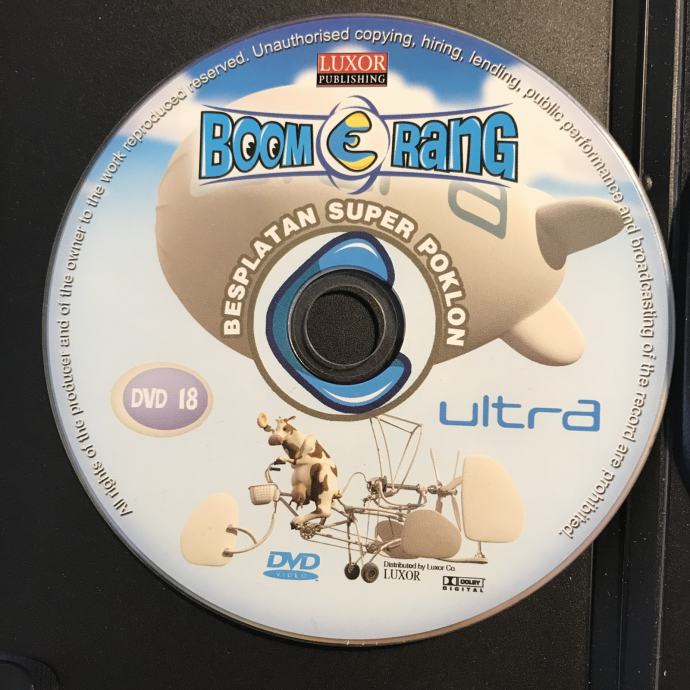 All rights of the producer and of the owner to the work reproduced reserved. Unauthorised copying, hiring, lending, public performance and broadcasting of the record are prohibited.
LUXOR
PUBLISHING
BOOMERANG
BESPLATAN SUPER POKLON
DVD 18
ultra
DVD
VIDEO
Distributed by Luxor Co.
LUXOR
DOLBY
DIGITAL